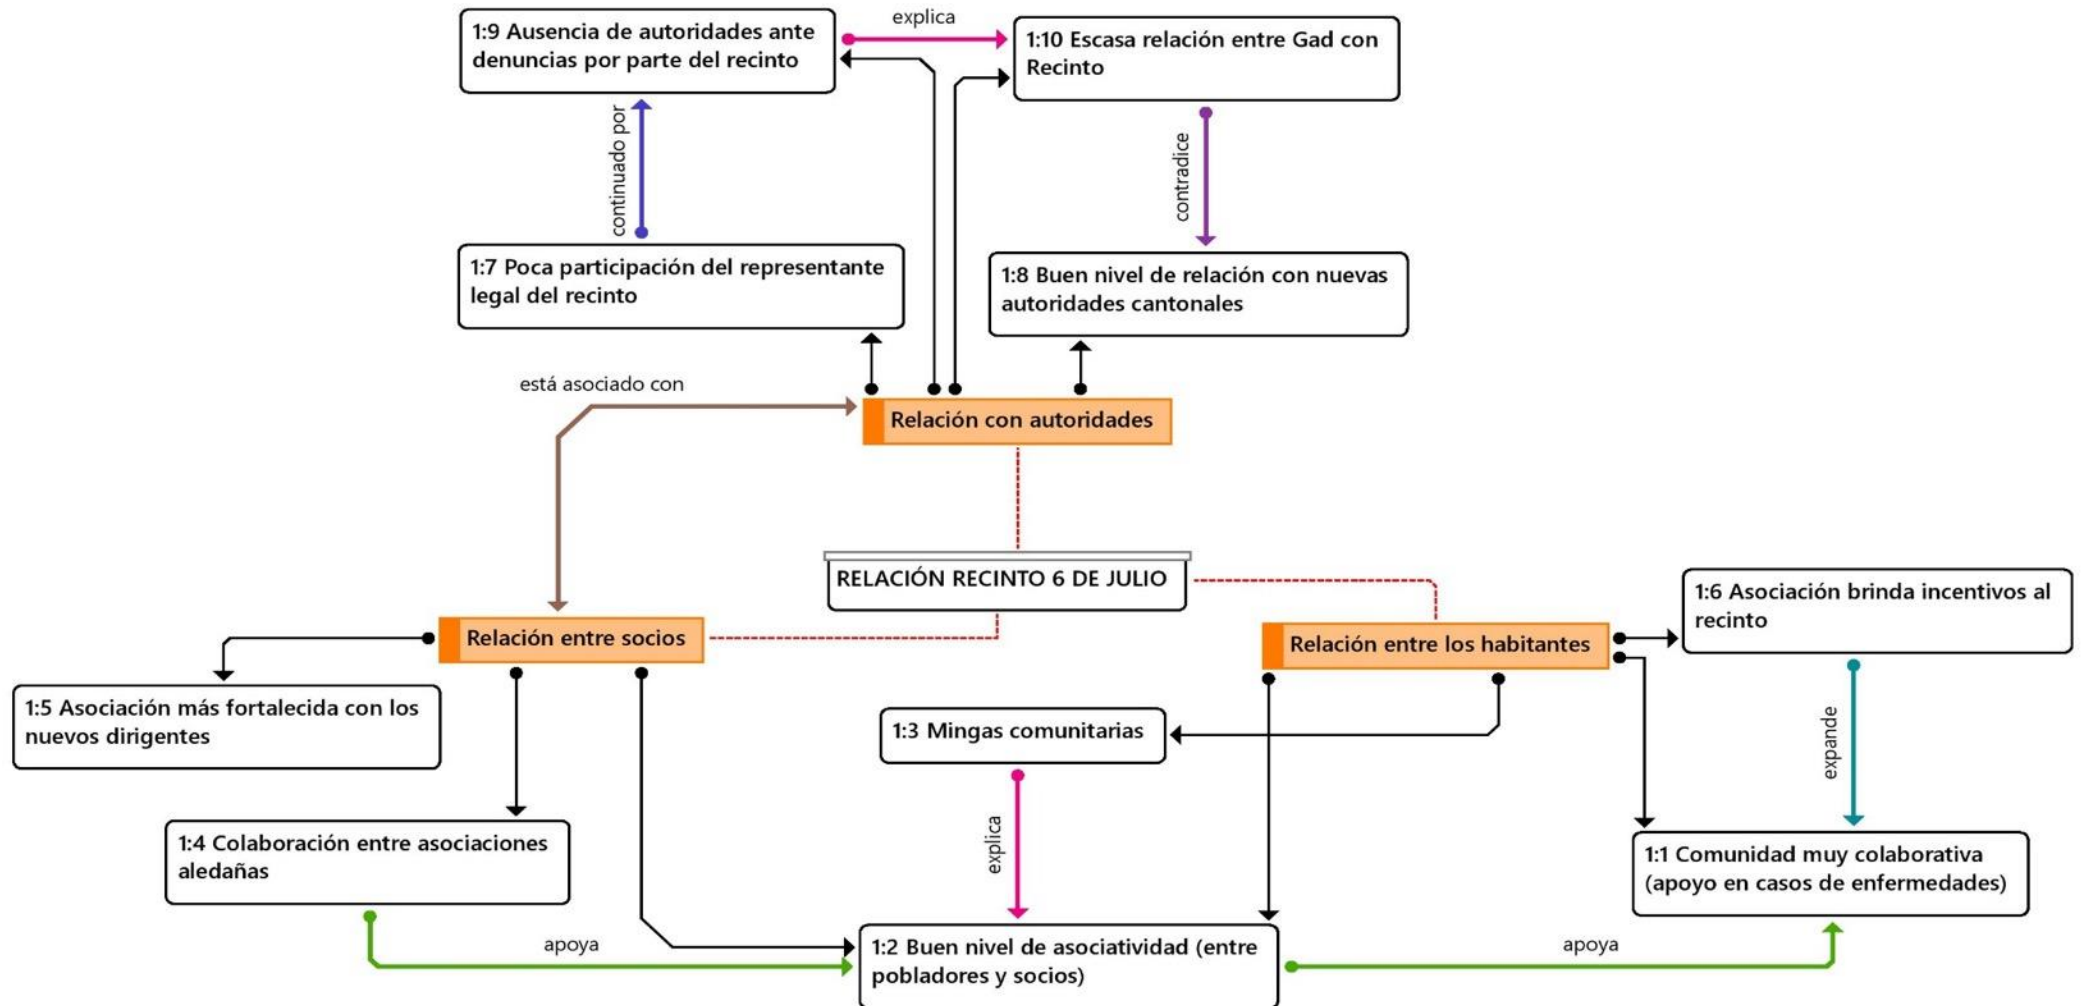 1:9 Ausencia de autoridades ante
denuncias por parte del recinto
explica
1:10 Escasa relación entre Gad con
Recinto
continuado por
contradice
1:7 Poca participación del representante
legal del recinto
1:8 Buen nivel de relación con nuevas
autoridades cantonales
está asociado con
Relación con autoridades
RELACIÓN RECINTO 6 DE JULIO
Relación entre socios
Relación entre los habitantes
1:6 Asociación brinda incentivos al
recinto
1:5 Asociación más fortalecida con los
nuevos dirigentes
1:3 Mingas comunitarias
expande
1:4 Colaboración entre asociaciones
aledañas
explica
1:1 Comunidad muy colaborativa
(apoyo en casos de enfermedades)
apoya
1:2 Buen nivel de asociatividad (entre
pobladores y socios)
apoya